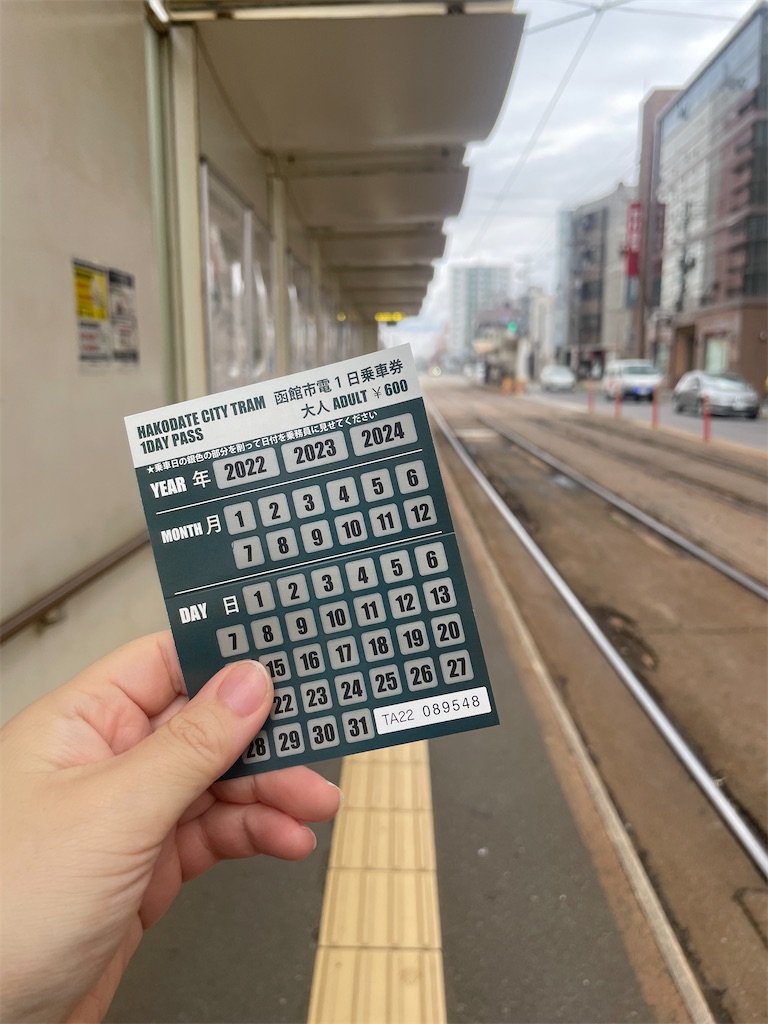 HAKODATE CITY TRAM 函館市電1日乗車券
1DAY PASS 大人 ADULT ¥600
★乗車日の銀色の部分を削って日付を乗務員に見せてください
YEAR 年 2022 2023 2024
MONTH 月 1 2 3 4 5 6
7 8 9 10 11 12
DAY 日 1 2 3 4 5 6
7 8 9 10 11 12 13
15 16 17 18 19 20
22 23 24 25 26 27
28 29 30 31 TA22 089548